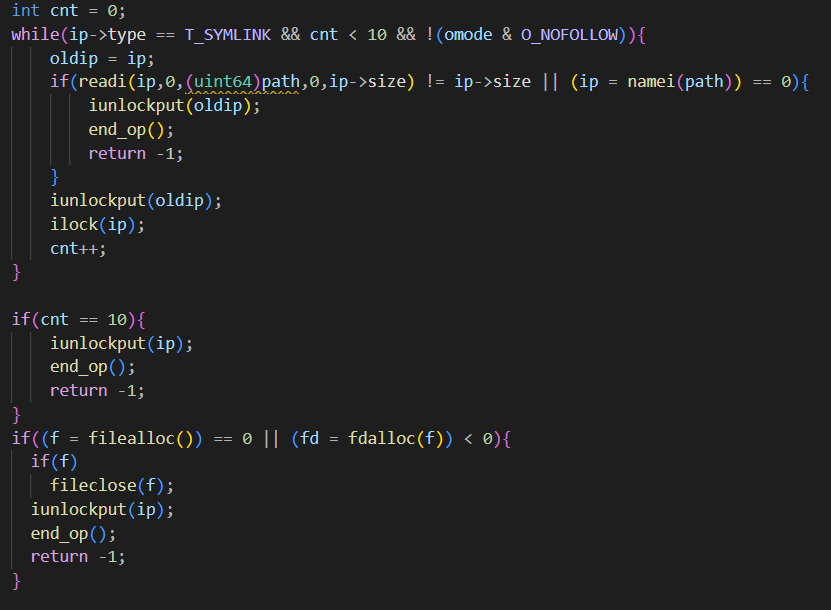 int cnt = 0;
while(ip->type == T_SYMLINK && cnt < 10 && !(omode & O_NOFOLLOW)){
    oldip = ip;
    if(readi(ip,0,(uint64)path,0,ip->size) != ip->size || (ip = namei(path)) == 0){
        iunlockput(oldip);
        end_op();
        return -1;
    }
    iunlockput(oldip);
    ilock(ip);
    cnt++;
}

if(cnt == 10){
    iunlockput(ip);
    end_op();
    return -1;
}
if((f = filealloc()) == 0 || (fd = fdalloc(f)) < 0){
  if(f)
    fileclose(f);
  iunlockput(ip);
  end_op();
  return -1;
}